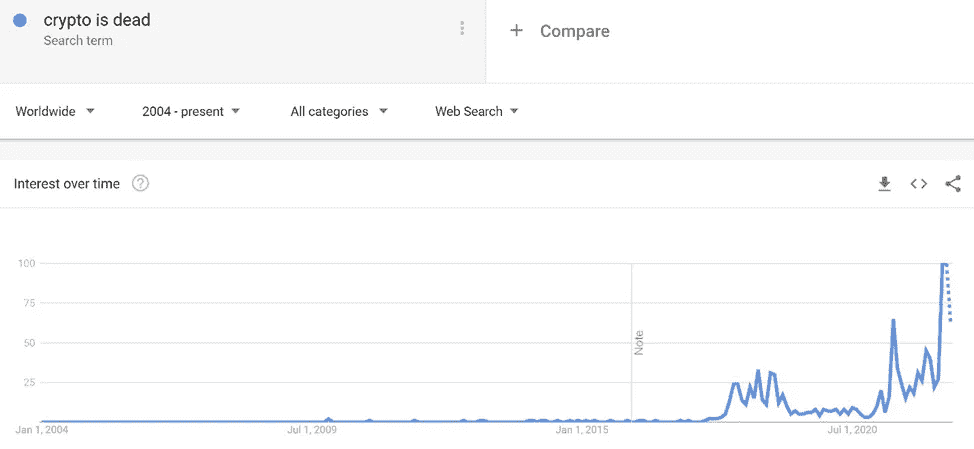 crypto is dead
Search term
+ Compare
Worldwide
2004 - present
All categories
Web Search
Interest over time ?
100
75
50
25
Note
Jan 1, 2004 Jul 1, 2009 Jan 1, 2015 Jul 1, 2020